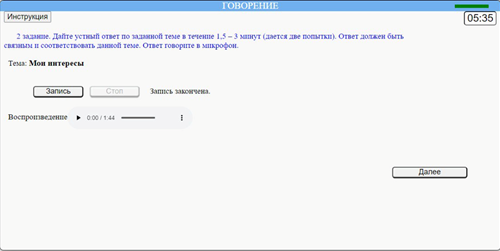 ГОВОРЕНИЕ
Инструкция
05:35
2 задание. Дайте устный ответ по заданной теме в течение 1,5 – 3 минут (дается две попытки). Ответ должен быть
связным и соответствовать данной теме. Ответ говорите в микрофон.
Тема: Мои интересы
Запись Стоп Запись закончена.
Воспроизведение 0:00 / 1:44
Далее